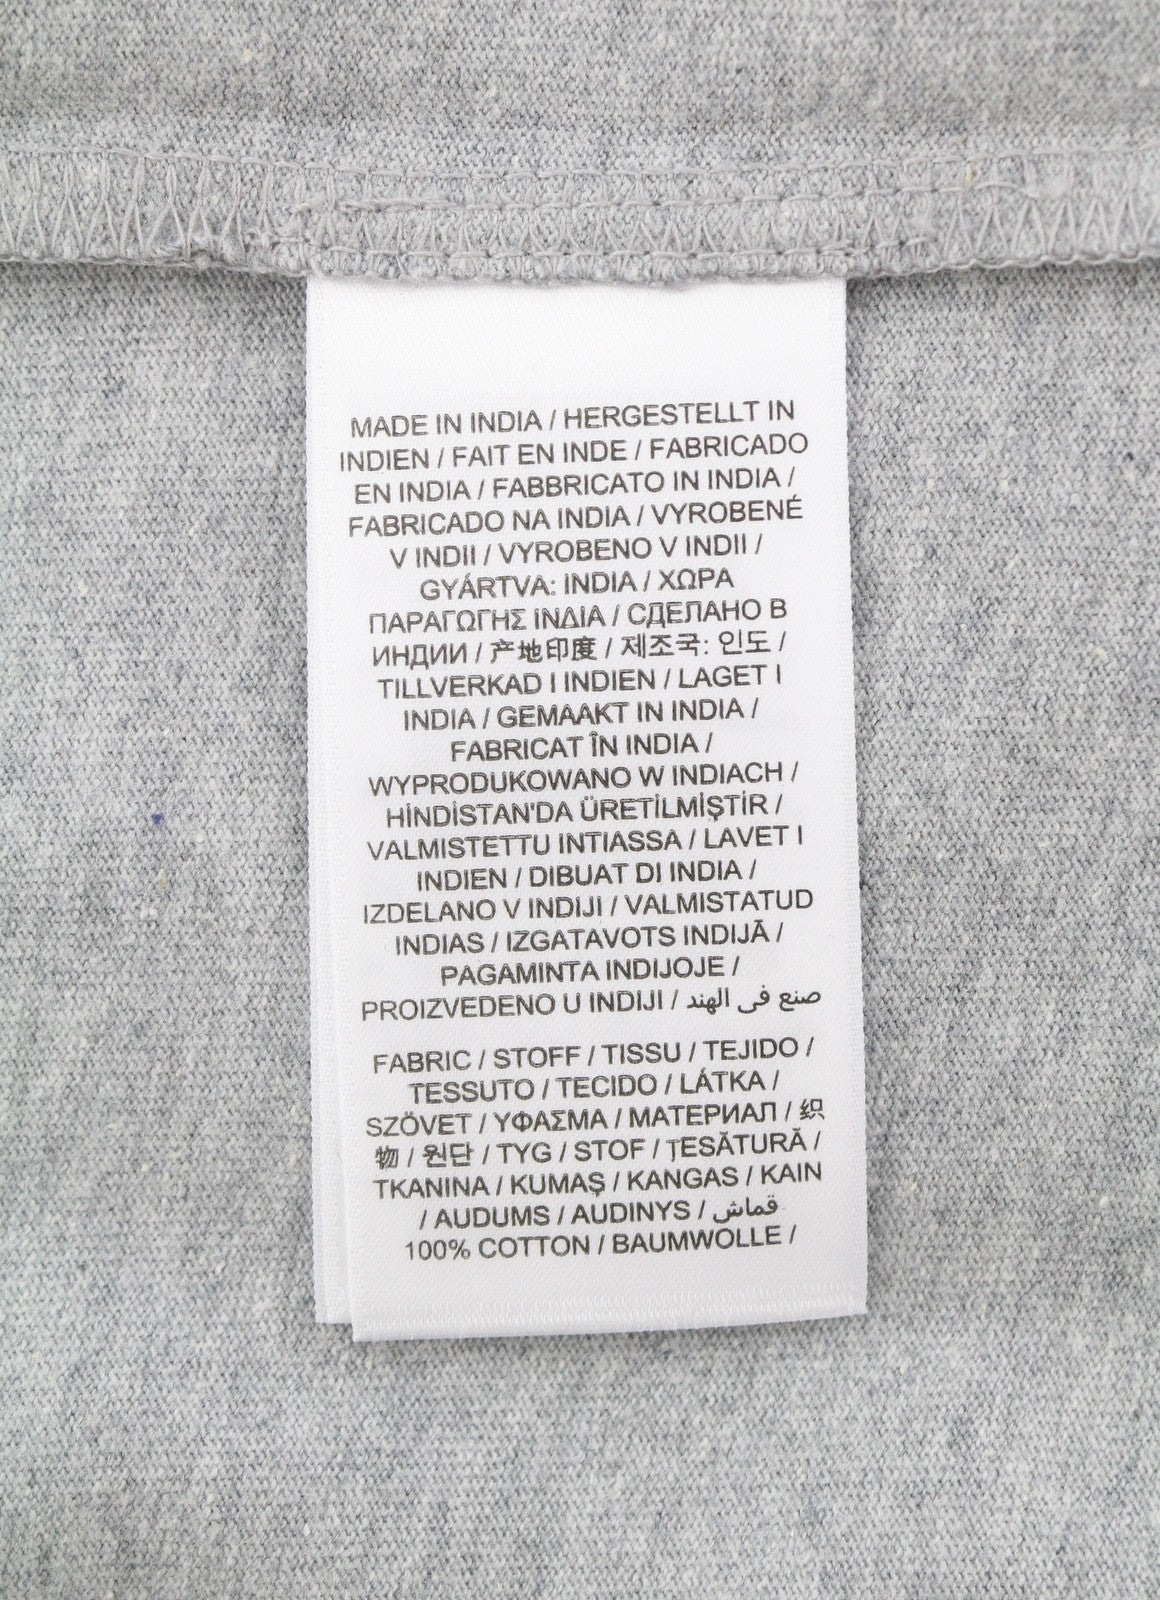 MADE IN INDIA / HERGESTELLT IN
INDIEN / FAIT EN INDE / FABRICADO
EN INDIA / FABBRICATO IN INDIA /
FABRICADO NA INDIA / VYROBENÉ
V INDII / VYROBENO V INDII /
GYÁRTVA: INDIA / ΧΩΡΑ
ΠΑΡΑΓΩΓΗΣ ΙΝΔΙΑ / СДЕЛАНО В
ИНДИИ / 产地印度 / 제조국: 인도 /
TILLVERKAD I INDIEN / LAGET I
INDIA / GEMAAKT IN INDIA /
FABRICAT ÎN INDIA /
WYPRODUKOWANO W INDIACH /
HİNDİSTAN'DA ÜRETİLMİŞTİR /
VALMISTETTU INTIASSA / LAVET I
INDIEN / DIBUAT DI INDIA /
IZDELANO V INDIJI / VALMISTATUD
INDIAS / IZGATAVOTS INDIJĀ /
PAGAMINTA INDIJOJE /
PROIZVEDENO U INDIJI / صنع في الهند
FABRIC / STOFF / TISSU / TEJIDO /
TESSUTO / TECIDO / LÁTKA /
SZÖVET / ΥΦΑΣΜΑ / МАТЕРИАЛ / 织
物 / 원단 / TYG / STOF / ȚESĂTURĂ /
TKANINA / KUMAŞ / KANGAS / KAIN
/ AUDUMS / AUDINYS / قماش
100% COTTON / BAUMWOLLE /